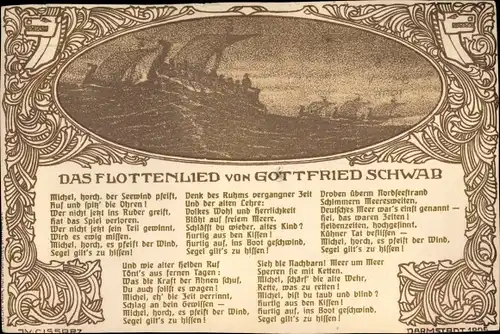 DAS FLOTTENLIED VON GOTTFRIED SCHWAB
Michel, horch, der Seewind pfeift,
Auf und spitz' die Ohren!
Wer nicht jetzt ins Ruder greift,
Hat das Spiel verloren.
Wer nicht jetzt sein Teil gewinnt,
Wird es ewig missen.
Michel, horch, es pfeift der Wind,
Segel gilt's zu hissen!
Denk des Ruhms vergangner Zeit
Und der alten Lehre:
Volkes Wohl und Herrlichkeit
Blüht auf freiem Meere.
Schläfst du wieder, altes Kind?
Hurtig aus den Kissen!
Hurtig auf, ins Boot geschwind,
Segel gilt's zu hissen!
Droben überm Nordseestrand
Schimmern Meeresweiten,
Deutsches Meer war's einst genannt —
Hei, das waren Zeiten!
Heidenzeiten, hochgesinnt,
Kühner Tat beflissen —
Michel, horch, es pfeift der Wind,
Segel gilt's zu hissen!
Und wie alter Helden Ruf
Tönt's aus fernen Tagen:
Was die Kraft der Ahnen schuf,
Du auch sollst es wagen!
Michel, eh' die Zeit verrinnt,
Schlag an dein Gewissen —
Michel, horch, es pfeift der Wind,
Segel gilt's zu hissen!
Sieh die Nachbarn! Meer um Meer
Sperren sie mit Ketten.
Michel, schärf' die alte Wehr,
Rette, was zu retten!
Michel, bist du taub und blind?
Hurtig aus den Kissen!
Hurtig auf, ins Boot geschwind,
Segel gilt's zu hissen!
J.V. CISSARZ
DARMSTADT